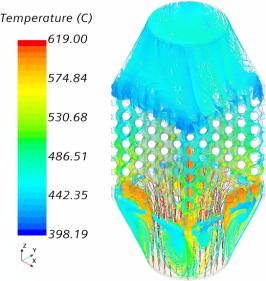 Temperature (C)
619.00
574.84
530.68
486.51
442.35
398.19
Z
Y
X